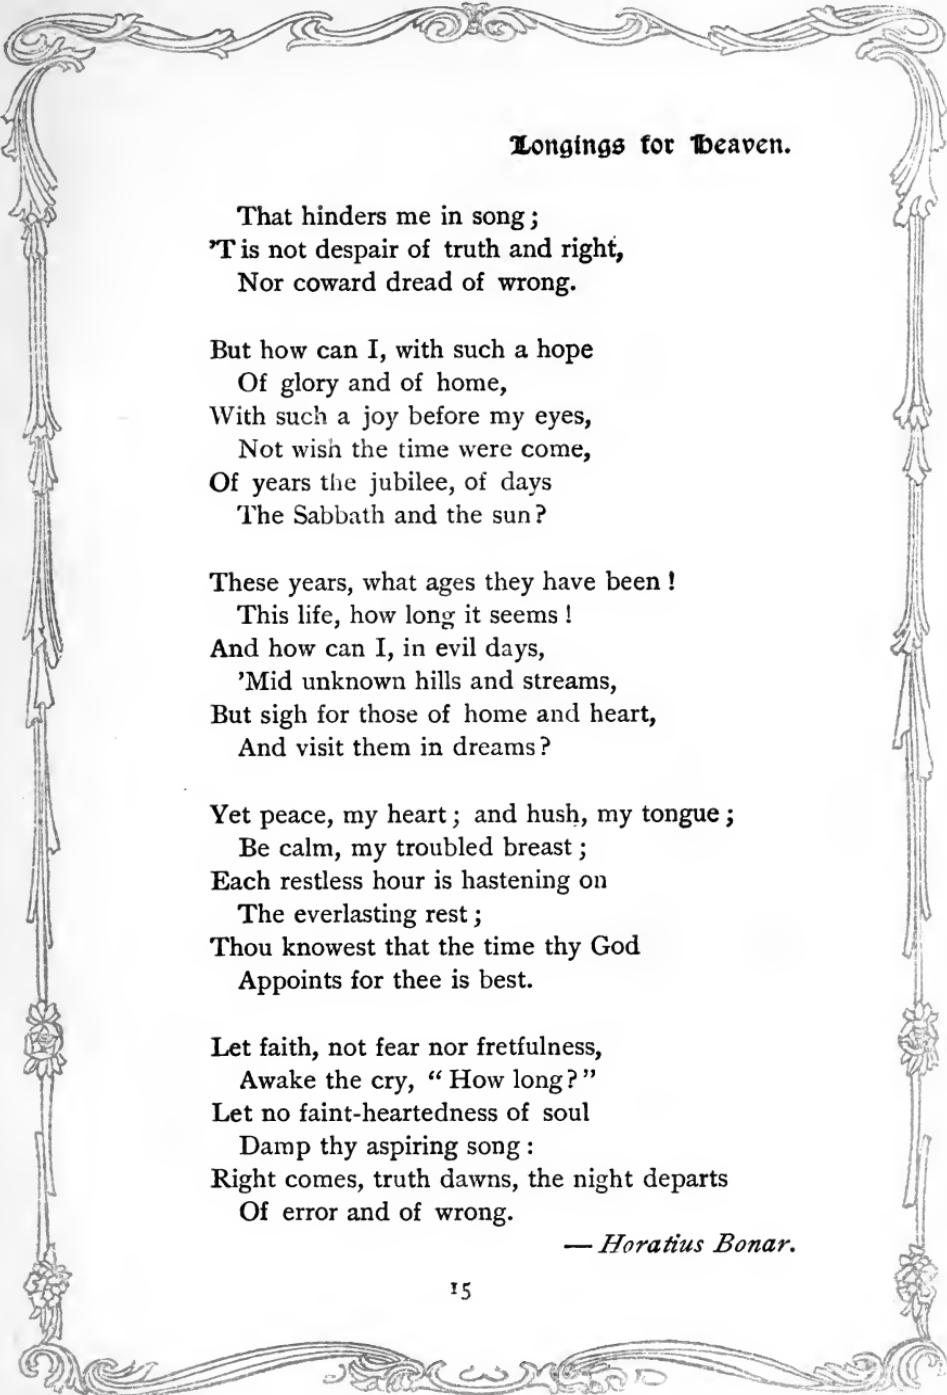 Longings for Heaven.
That hinders me in song;
'T is not despair of truth and right,
Nor coward dread of wrong.
But how can I, with such a hope
Of glory and of home,
With such a joy before my eyes,
Not wish the time were come,
Of years the jubilee, of days
The Sabbath and the sun?
These years, what ages they have been!
This life, how long it seems!
And how can I, in evil days,
'Mid unknown hills and streams,
But sigh for those of home and heart,
And visit them in dreams?
Yet peace, my heart; and hush, my tongue;
Be calm, my troubled breast;
Each restless hour is hastening on
The everlasting rest;
Thou knowest that the time thy God
Appoints for thee is best.
Let faith, not fear nor fretfulness,
Awake the cry, "How long?"
Let no faint-heartedness of soul
Damp thy aspiring song:
Right comes, truth dawns, the night departs
Of error and of wrong.
— Horatius Bonar.
15